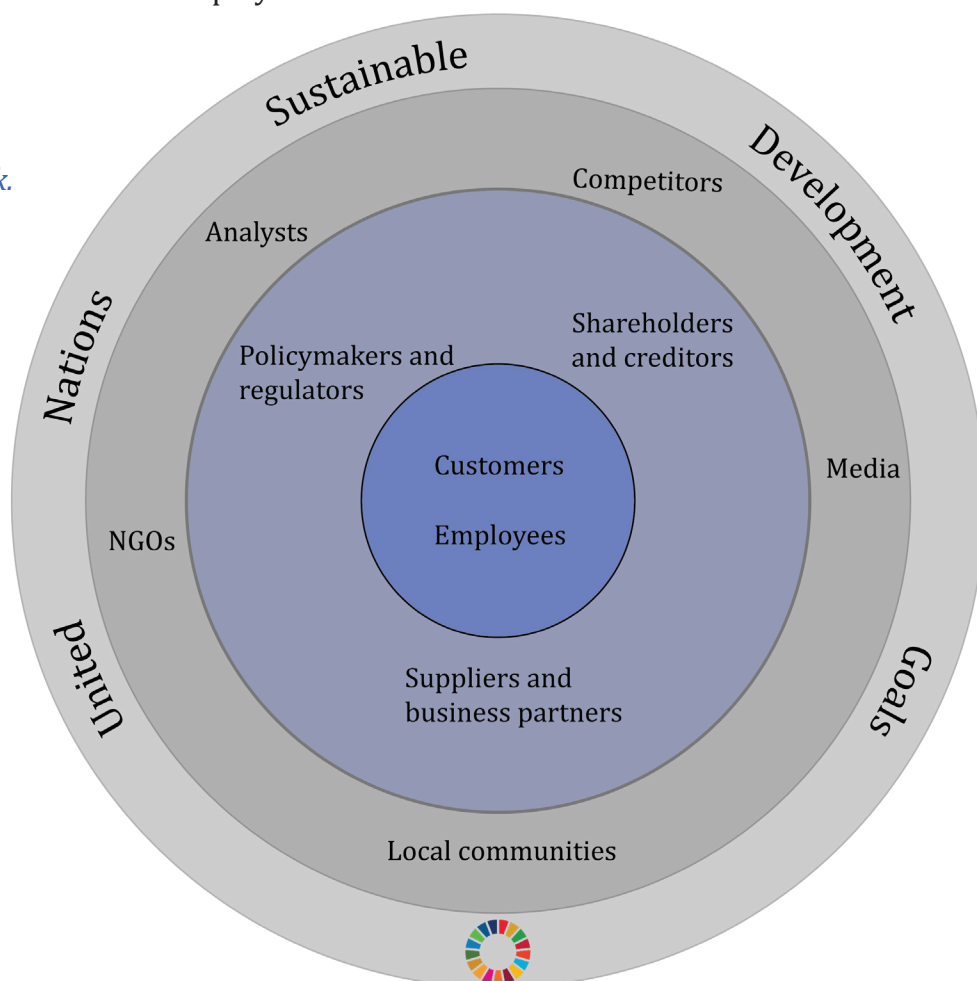 United Nations Sustainable Development Goals
Competitors
Analysts
Shareholders
and creditors
Policymakers and
regulators
Customers
Media
Employees
NGOs
Suppliers and
business partners
Local communities